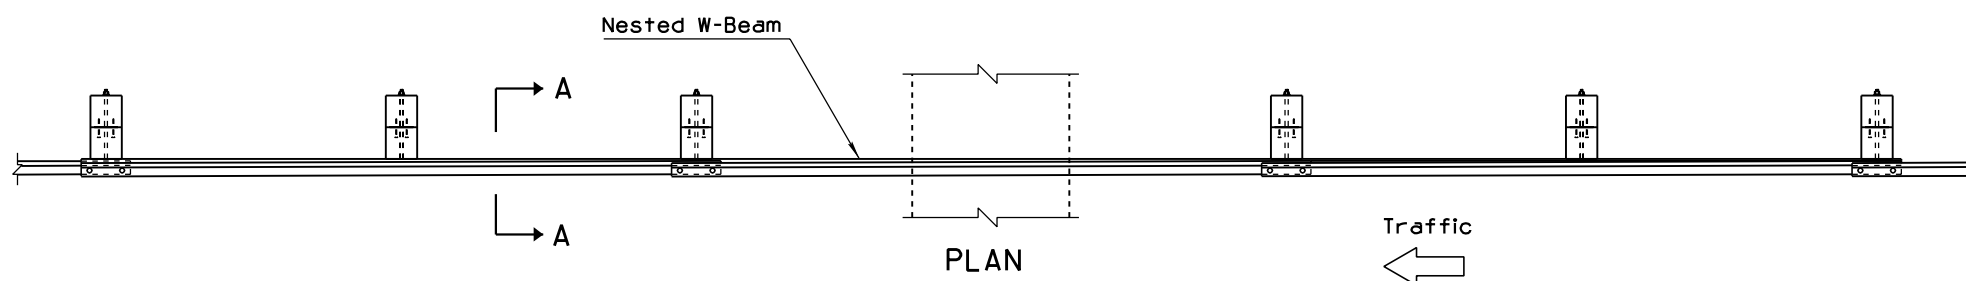 Nested W-Beam
A
A
PLAN
Traffic